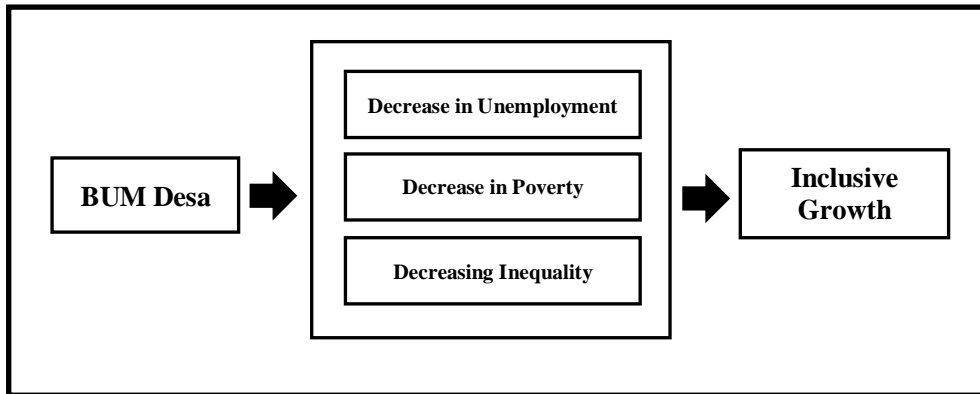 BUM Desa
Decrease in Unemployment
Decrease in Poverty
Decreasing Inequality
Inclusive
Growth